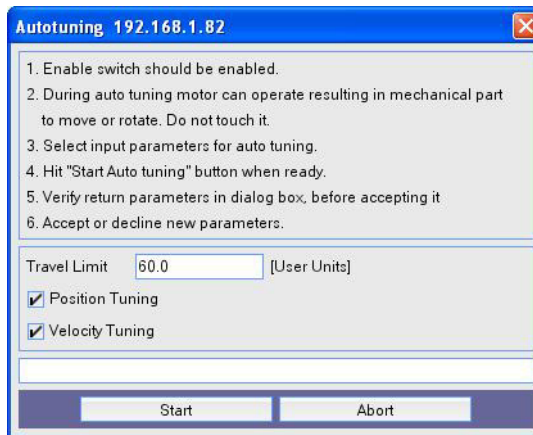 Autotuning 192.168.1.82
1. Enable switch should be enabled.
2. During auto tuning motor can operate resulting in mechanical part
to move or rotate. Do not touch it.
3. Select input parameters for auto tuning.
4. Hit "Start Auto tuning" button when ready.
5. Verify return parameters in dialog box, before accepting it
6. Accept or decline new parameters.
Travel Limit 60.0 [User Units]
Position Tuning
Velocity Tuning
Start Abort